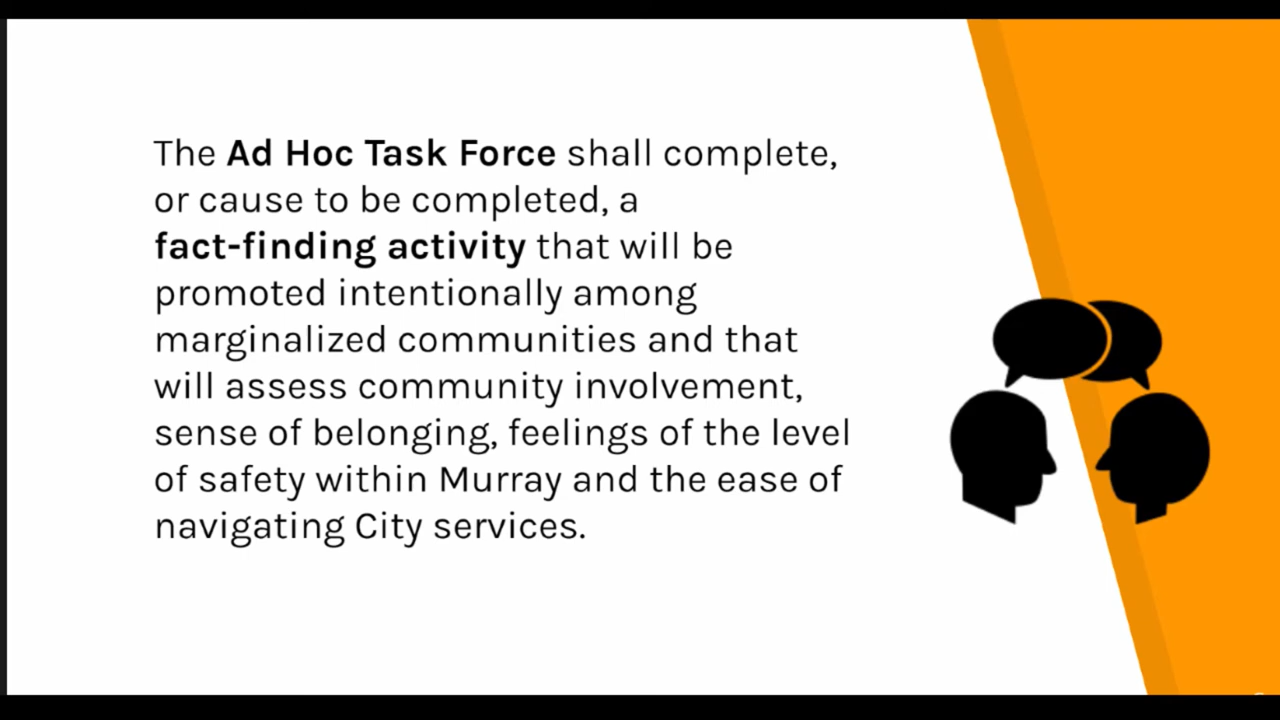 The Ad Hoc Task Force shall complete,
or cause to be completed, a
fact-finding activity that will be
promoted intentionally among
marginalized communities and that
will assess community involvement,
sense of belonging, feelings of the level
of safety within Murray and the ease of
navigating City services.